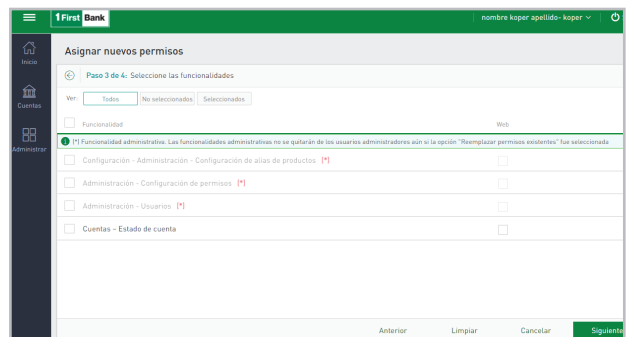 1First Bank
nombre koper apellido- koper
Inicio
Cuentas
Administrar
Asignar nuevos permisos
Paso 3 de 4: Seleccione las funcionalidades
Ver: Todos No seleccionados Seleccionados
Funcionalidad Web
(*) Funcionalidad administrativa. Las funcionalidades administrativas no se quitarán de los usuarios administradores aún si la opción "Reemplazar permisos existentes" fue seleccionada
Configuración - Administración - Configuración de alias de productos (*)
Administración - Configuración de permisos (*)
Administración - Usuarios (*)
Cuentas - Estado de cuenta
Anterior Limpiar Cancelar Siguiente